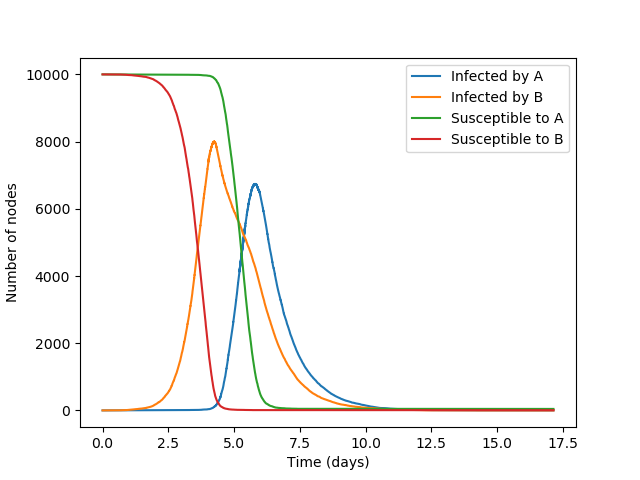 Infected by A
Infected by B
Susceptible to A
Susceptible to B
Number of nodes
10000
8000
6000
4000
2000
0
0.0 2.5 5.0 7.5 10.0 12.5 15.0 17.5
Time (days)